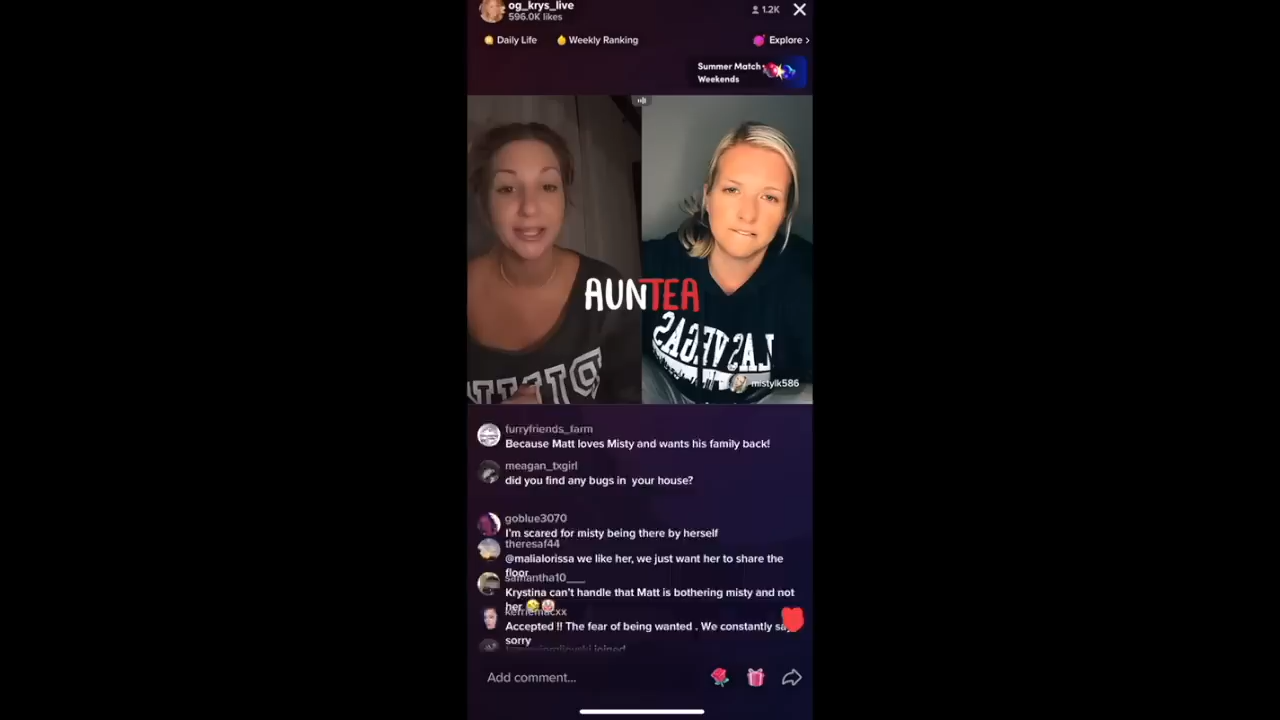 og_krys_live
596.0K likes
1.2K
Daily Life
Weekly Ranking
Explore >
Summer Match
Weekends
AUNTEA
LAS VEGAS
mistylk586
furryfriends_farm
Because Matt loves Misty and wants his family back!
meagan_txgirl
did you find any bugs in your house?
goblue3070
I'm scared for misty being there by herself
theresaf44
@malialorissa we like her, we just want her to share the
floor
samantha10___
Krystina can't handle that Matt is bothering misty and not
her 🤣🤡
Accepted !! The fear of being wanted . We constantly say
sorry
joined
Add comment...